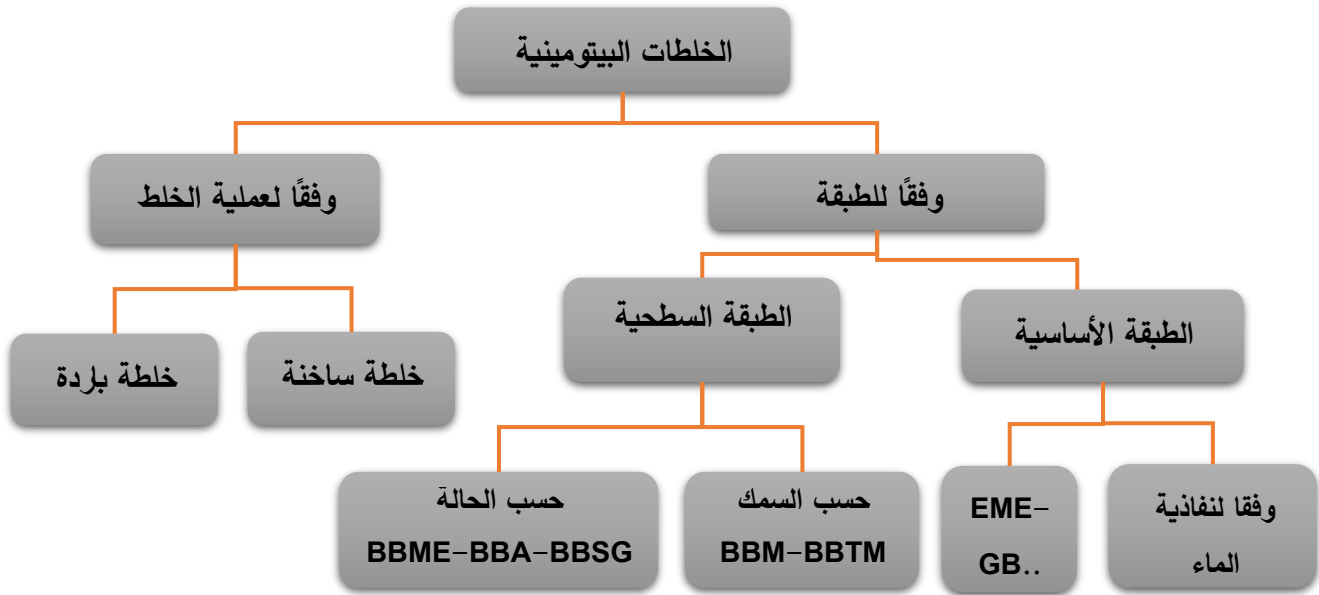 الخلطات البيتومينية
وفقًا للطبقة
وفقًا لعملية الخلط
الطبقة الأساسية
الطبقة السطحية
خلطة ساخنة
خلطة باردة
وفقا لنفاذية
الماء
EME–
GB..
حسب السمك
BBM–BBTM
حسب الحالة
BBME–BBA–BBSG